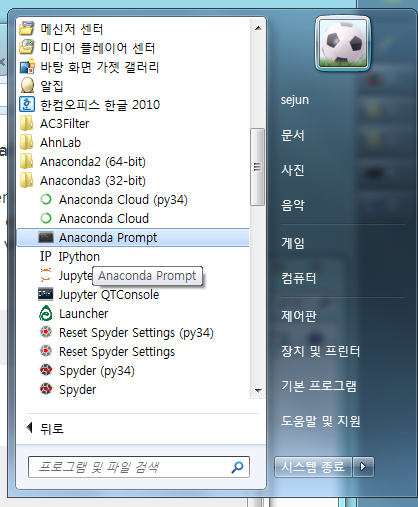 메신저 센터
미디어 플레이어 센터
바탕 화면 가젯 갤러리
알집
한컴오피스 한글 2010
AC3Filter
AhnLab
Anaconda2 (64-bit)
Anaconda3 (32-bit)
Anaconda Cloud (py34)
Anaconda Cloud
Anaconda Prompt
IPython
Jupyte
Anaconda Prompt
Jupyter QTConsole
Launcher
Reset Spyder Settings (py34)
Reset Spyder Settings
Spyder (py34)
Spyder
뒤로
프로그램 및 파일 검색
sejun
문서
사진
음악
게임
컴퓨터
제어판
장치 및 프린터
기본 프로그램
도움말 및 지원
시스템 종료